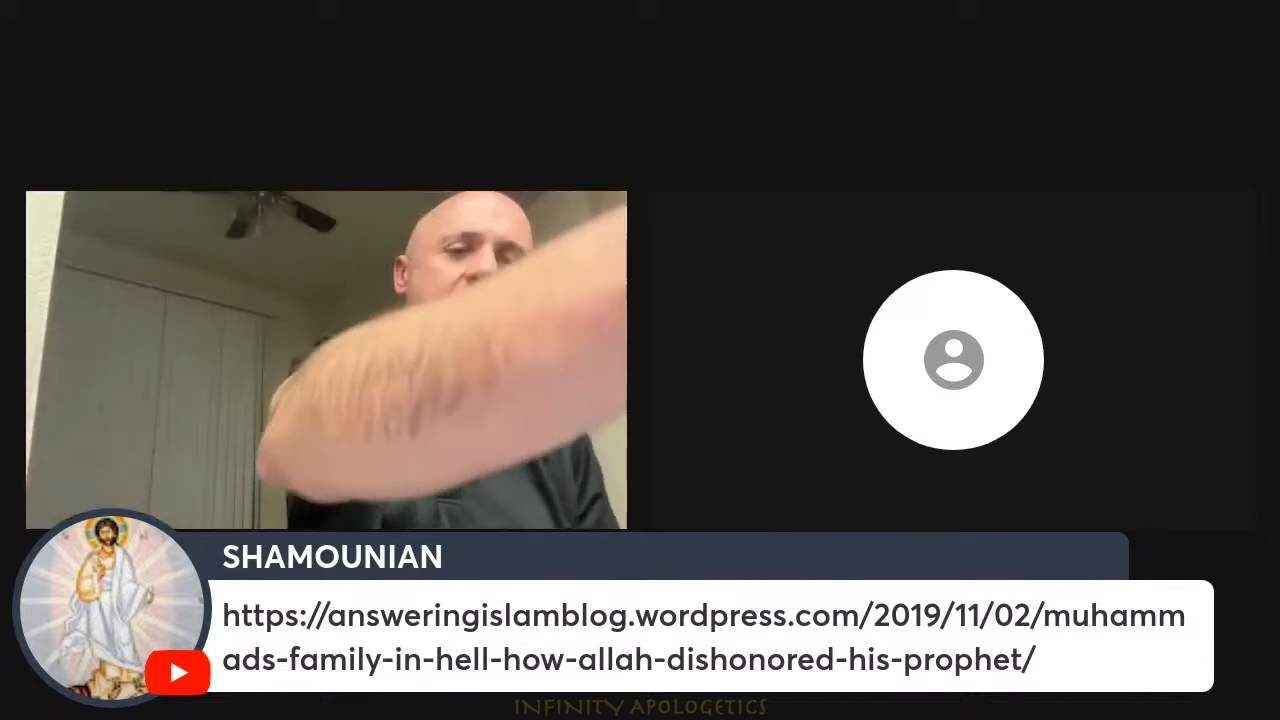 SHAMOUNIAN
https://answeringislamblog.wordpress.com/2019/11/02/muhamm
ads-family-in-hell-how-allah-dishonored-his-prophet/
INFINITY APOLOGETICS